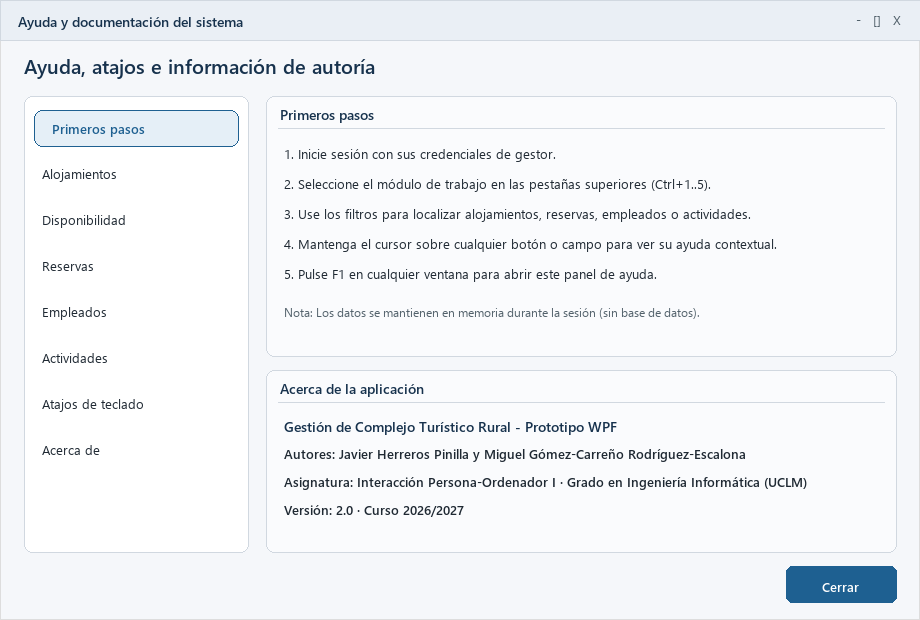 Ayuda y documentación del sistema
- [] X
Ayuda, atajos e información de autoría
Primeros pasos
Alojamientos
Disponibilidad
Reservas
Empleados
Actividades
Atajos de teclado
Acerca de
Primeros pasos
1. Inicie sesión con sus credenciales de gestor.
2. Seleccione el módulo de trabajo en las pestañas superiores (Ctrl+1..5).
3. Use los filtros para localizar alojamientos, reservas, empleados o actividades.
4. Mantenga el cursor sobre cualquier botón o campo para ver su ayuda contextual.
5. Pulse F1 en cualquier ventana para abrir este panel de ayuda.
Nota: Los datos se mantienen en memoria durante la sesión (sin base de datos).
Acerca de la aplicación
Gestión de Complejo Turístico Rural - Prototipo WPF
Autores: Javier Herreros Pinilla y Miguel Gómez-Carreño Rodríguez-Escalona
Asignatura: Interacción Persona-Ordenador I · Grado en Ingeniería Informática (UCLM)
Versión: 2.0 · Curso 2026/2027
Cerrar